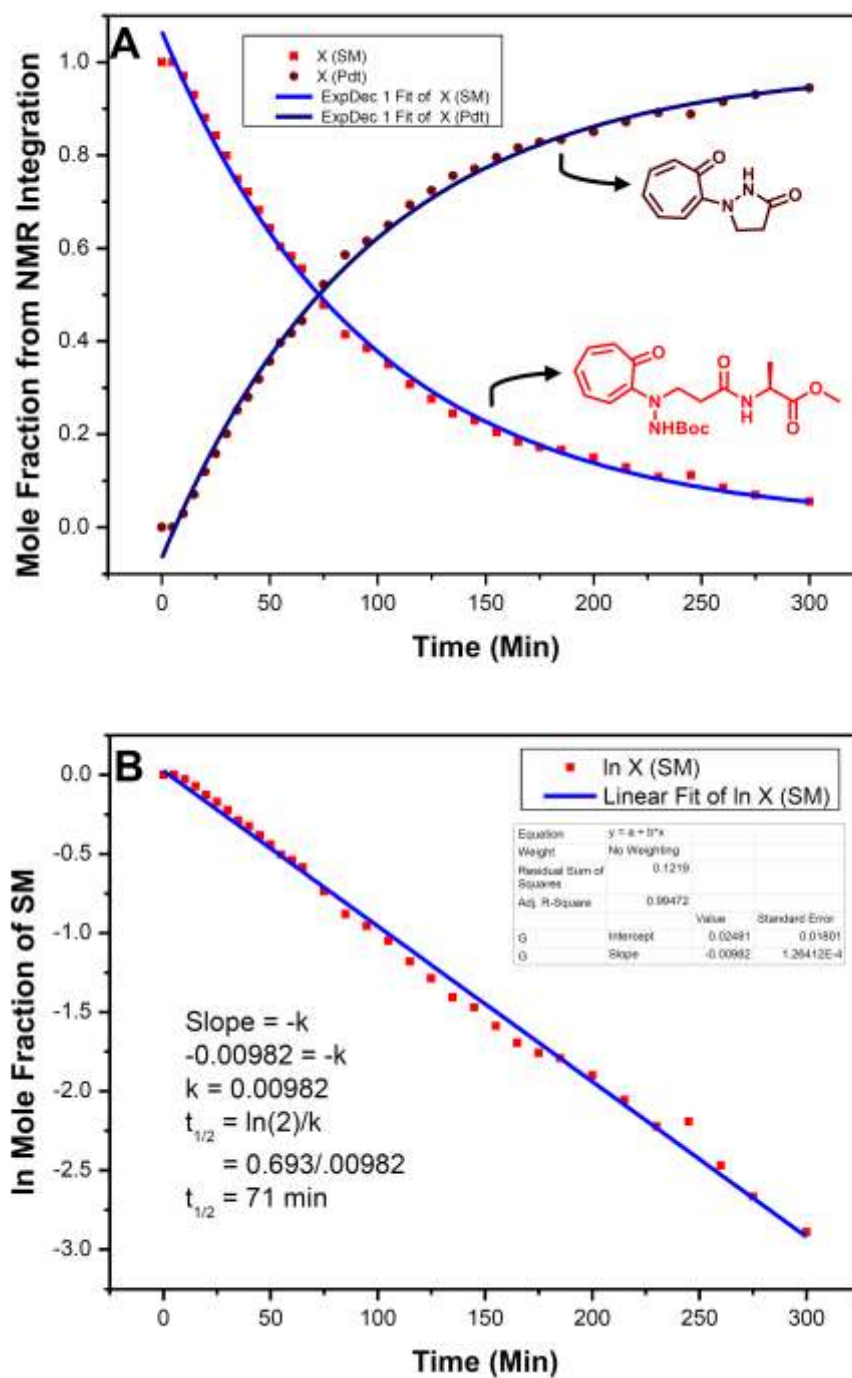 A
X (SM)
X (Pdt)
ExpDec 1 Fit of X (SM)
ExpDec 1 Fit of X (Pdt)
Mole Fraction from NMR Integration
1.0
0.8
0.6
0.4
0.2
0.0
O
H
N
N
O
O
N
NHBoc
O
N
H
O
O
0 50 100 150 200 250 300
Time (Min)
B
ln X (SM)
Linear Fit of ln X (SM)
Equation y = a + b*x
Weight No Weighting
Residual Sum of Squares 0.1219
Adj. R-Square 0.99472
Value Standard Error
G Intercept 0.02481 0.01801
G Slope -0.00982 1.26412E-4
ln Mole Fraction of SM
0.0
-0.5
-1.0
-1.5
-2.0
-2.5
-3.0
Slope = -k
-0.00982 = -k
k = 0.00982
t1/2 = ln(2)/k
= 0.693/.00982
t1/2 = 71 min
0 50 100 150 200 250 300
Time (Min)